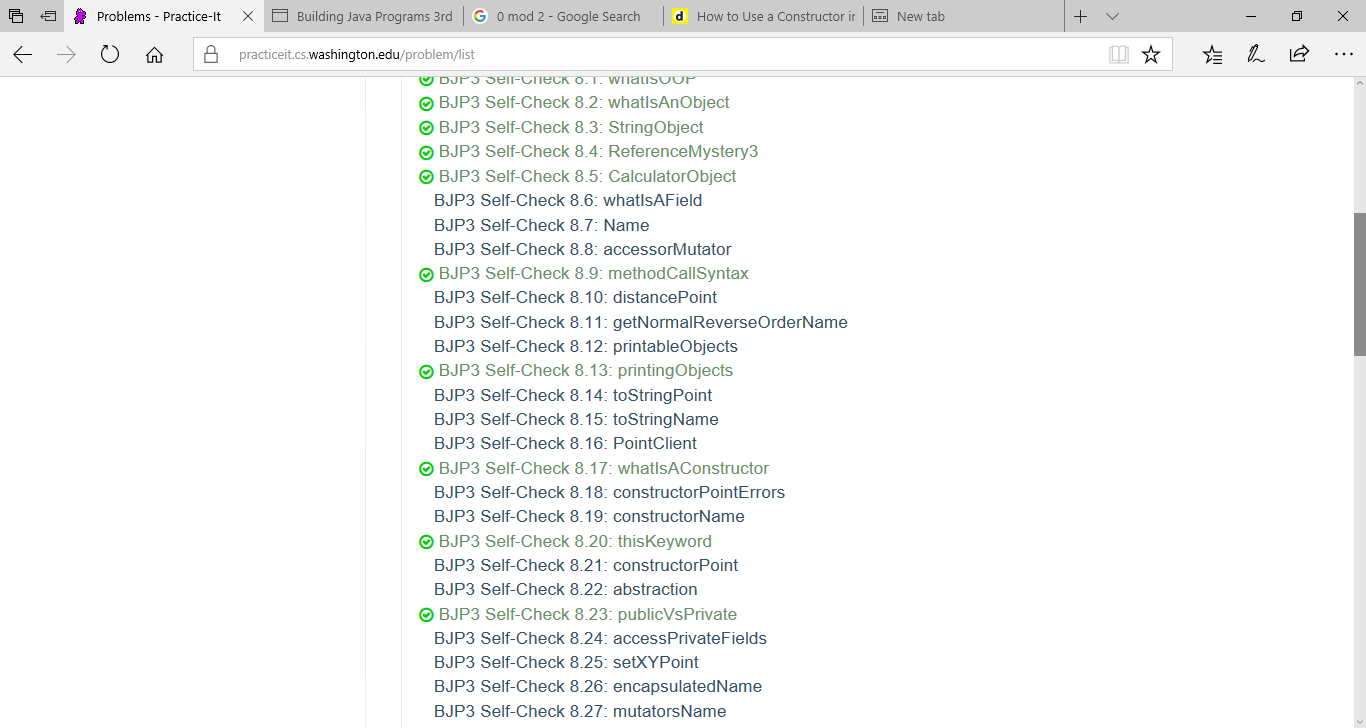 Problems - Practice-It
Building Java Programs 3rd
0 mod 2 - Google Search
d
How to Use a Constructor in
New tab
practiceit.cs.washington.edu/problem/list
BJP3 Self-Check 8.1: whatIsOOP
BJP3 Self-Check 8.2: whatIsAnObject
BJP3 Self-Check 8.3: StringObject
BJP3 Self-Check 8.4: ReferenceMystery3
BJP3 Self-Check 8.5: CalculatorObject
BJP3 Self-Check 8.6: whatIsAField
BJP3 Self-Check 8.7: Name
BJP3 Self-Check 8.8: accessorMutator
BJP3 Self-Check 8.9: methodCallSyntax
BJP3 Self-Check 8.10: distancePoint
BJP3 Self-Check 8.11: getNormalReverseOrderName
BJP3 Self-Check 8.12: printableObjects
BJP3 Self-Check 8.13: printingObjects
BJP3 Self-Check 8.14: toStringPoint
BJP3 Self-Check 8.15: toStringName
BJP3 Self-Check 8.16: PointClient
BJP3 Self-Check 8.17: whatIsAConstructor
BJP3 Self-Check 8.18: constructorPointErrors
BJP3 Self-Check 8.19: constructorName
BJP3 Self-Check 8.20: thisKeyword
BJP3 Self-Check 8.21: constructorPoint
BJP3 Self-Check 8.22: abstraction
BJP3 Self-Check 8.23: publicVsPrivate
BJP3 Self-Check 8.24: accessPrivateFields
BJP3 Self-Check 8.25: setXYPoint
BJP3 Self-Check 8.26: encapsulatedName
BJP3 Self-Check 8.27: mutatorsName